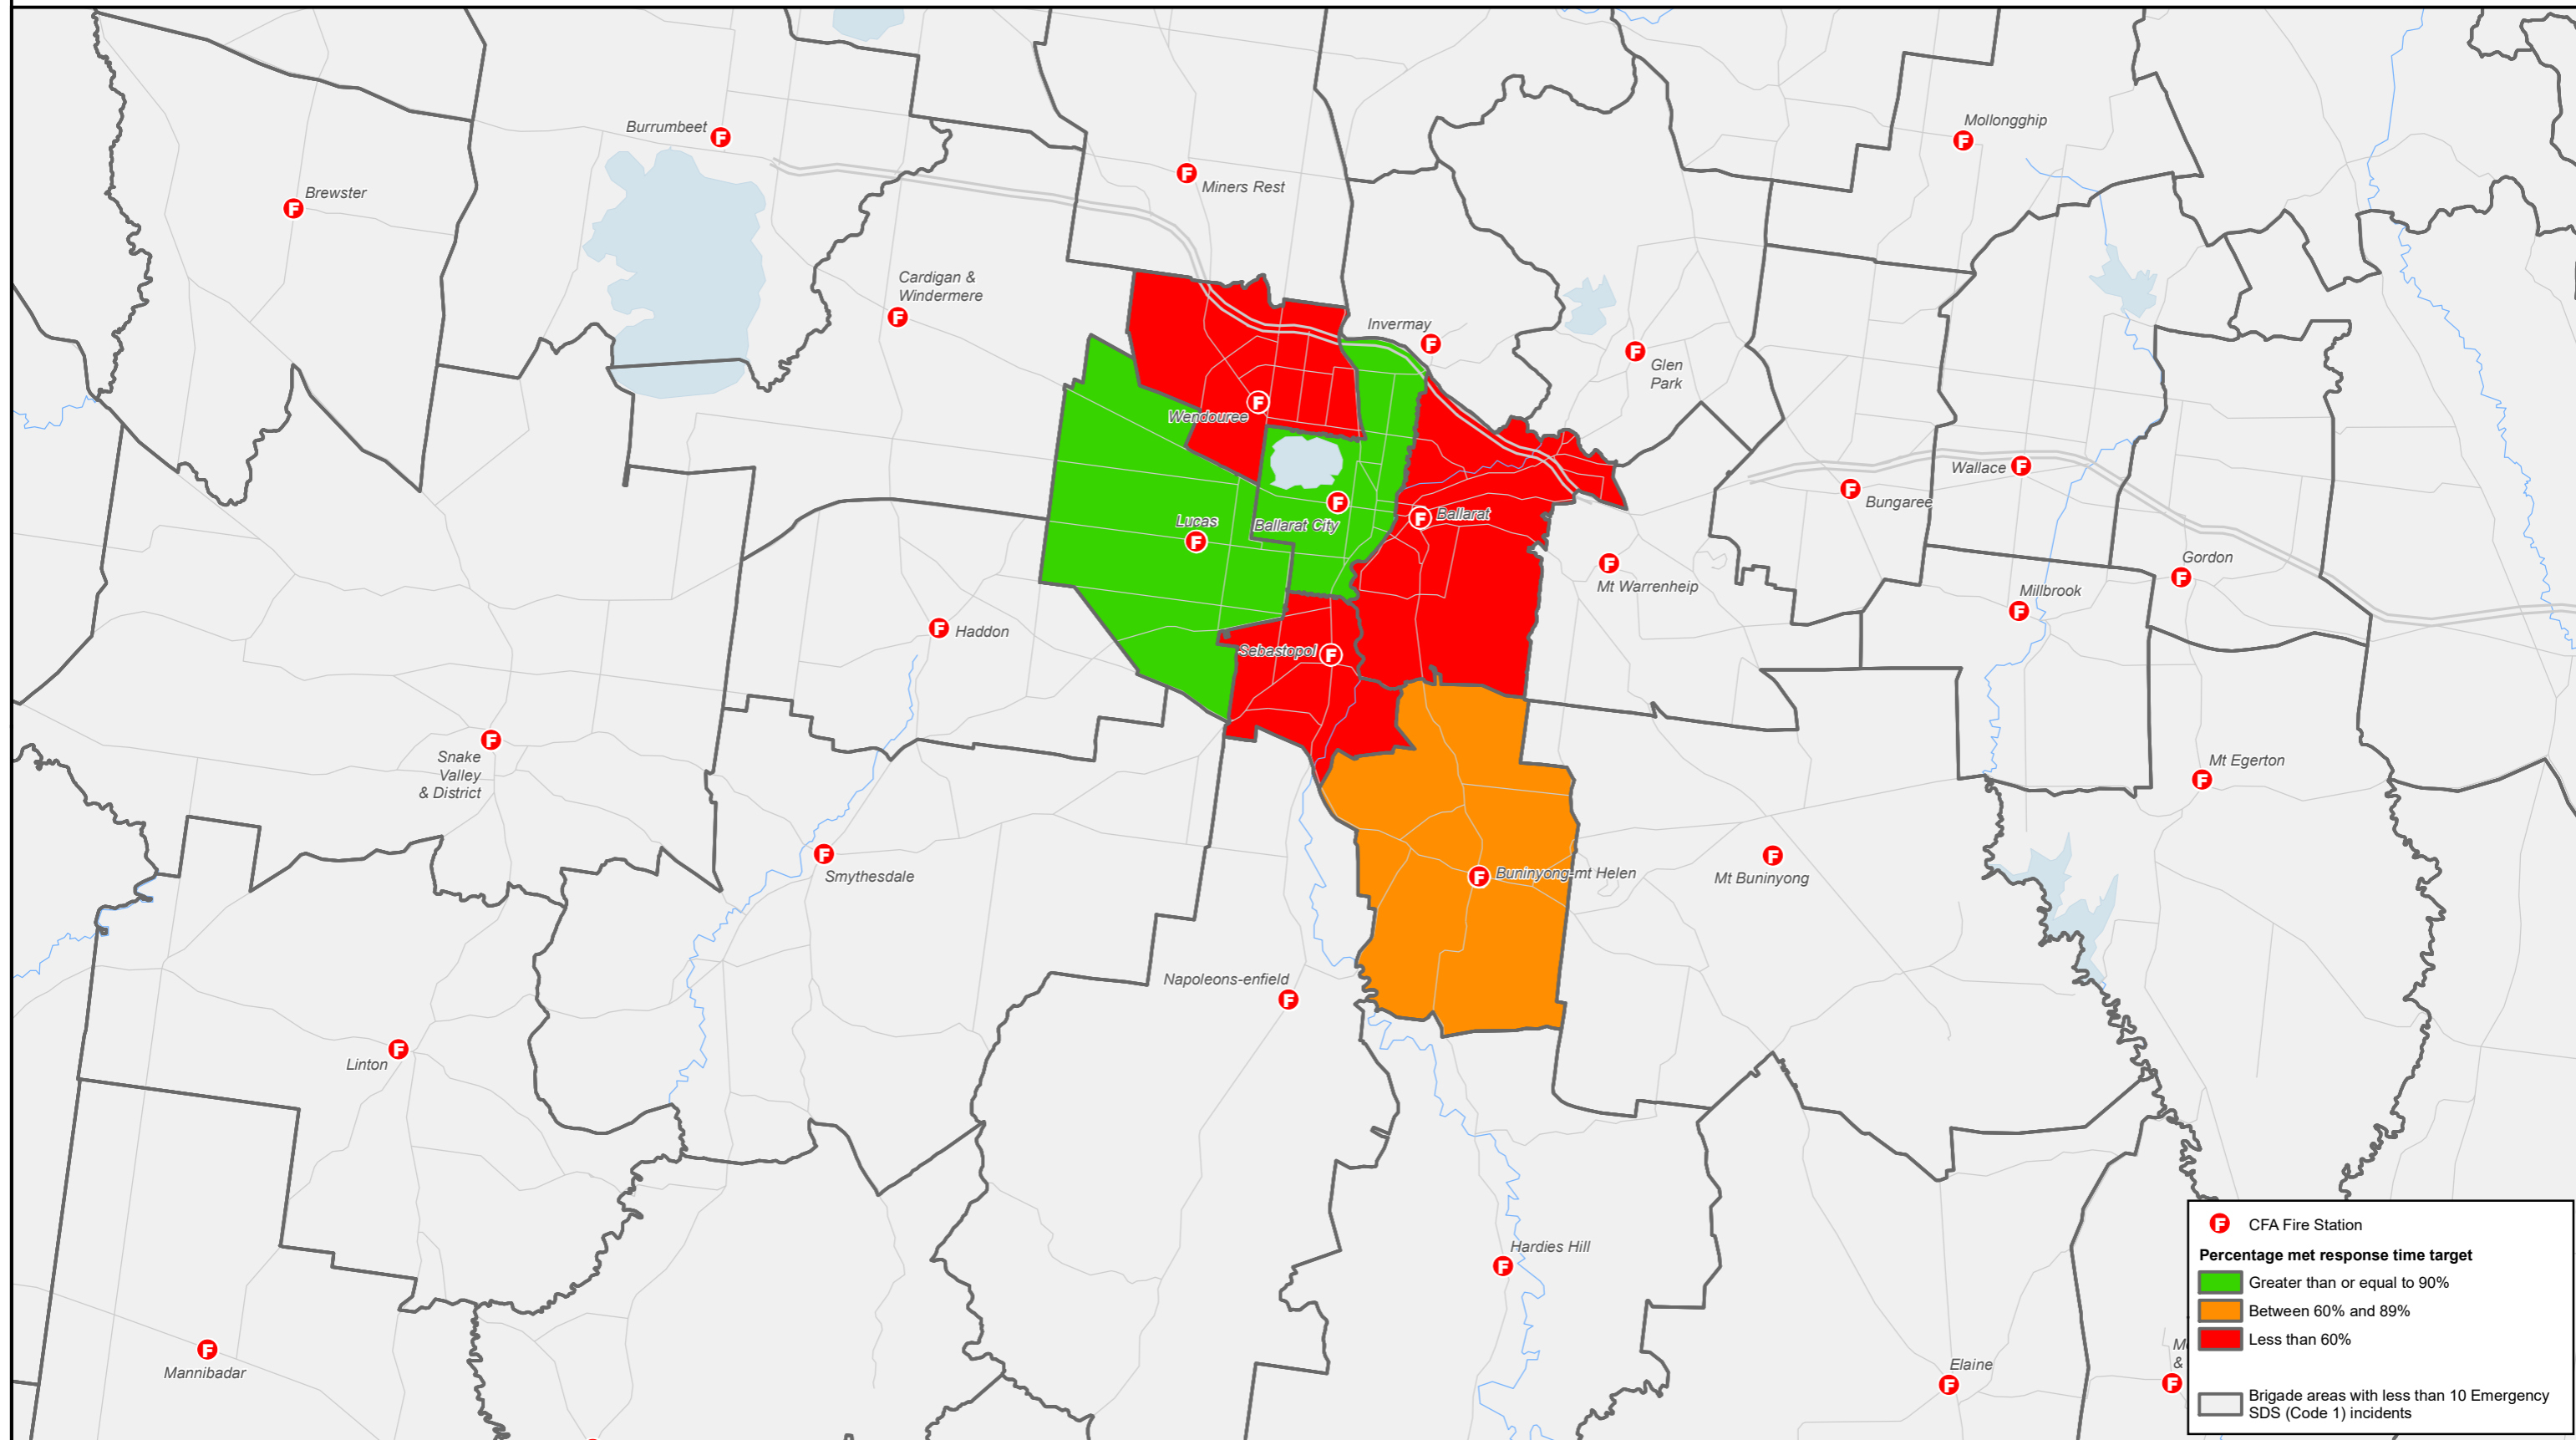 Burrumbeet
Mollongghip
Brewster
Miners Rest
Cardigan &
Windermere
Invermay
Glen
Park
Wendouree
Wallace
Bungaree
Lucas
Ballarat City
Ballarat
Mt Warrenheip
Gordon
Millbrook
Haddon
Sebastopol
Snake
Valley
& District
Mt Egerton
Smythesdale
Buninyong-mt Helen
Mt Buninyong
Napoleons-enfield
Linton
Hardies Hill
Mannibadar
Elaine
M
&
F CFA Fire Station
Percentage met response time target
Greater than or equal to 90%
Between 60% and 89%
Less than 60%
Brigade areas with less than 10 Emergency
SDS (Code 1) incidents